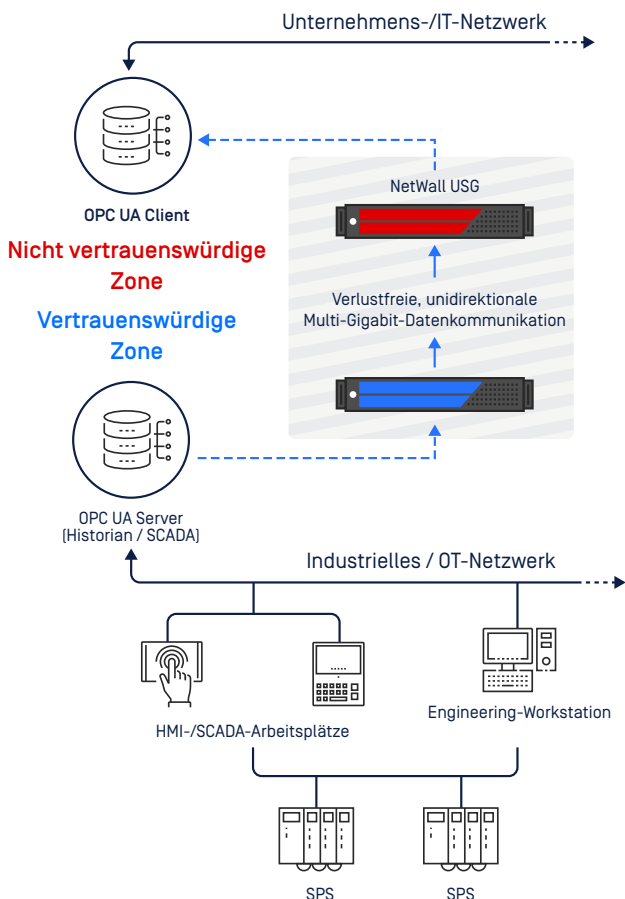 Unternehmens-/IT-Netzwerk
NetWall USG
OPC UA Client
Nicht vertrauenswürdige
Zone
Vertrauenswürdige
Zone
Verlustfreie, unidirektionale
Multi-Gigabit-Datenkommunikation
OPC UA Server
(Historian / SCADA)
Industrielles / OT-Netzwerk
HMI-/SCADA-Arbeitsplätze
Engineering-Workstation
SPS
SPS